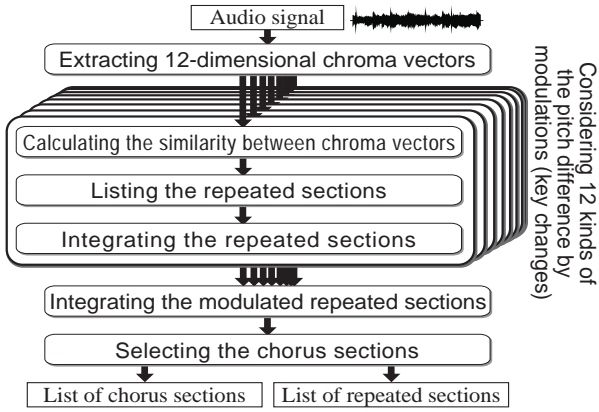 Audio signal
Extracting 12-dimensional chroma vectors
Calculating the similarity between chroma vectors
Listing the repeated sections
Integrating the repeated sections
Considering 12 kinds of
the pitch difference by
modulations (key changes)
Integrating the modulated repeated sections
Selecting the chorus sections
List of chorus sections
List of repeated sections